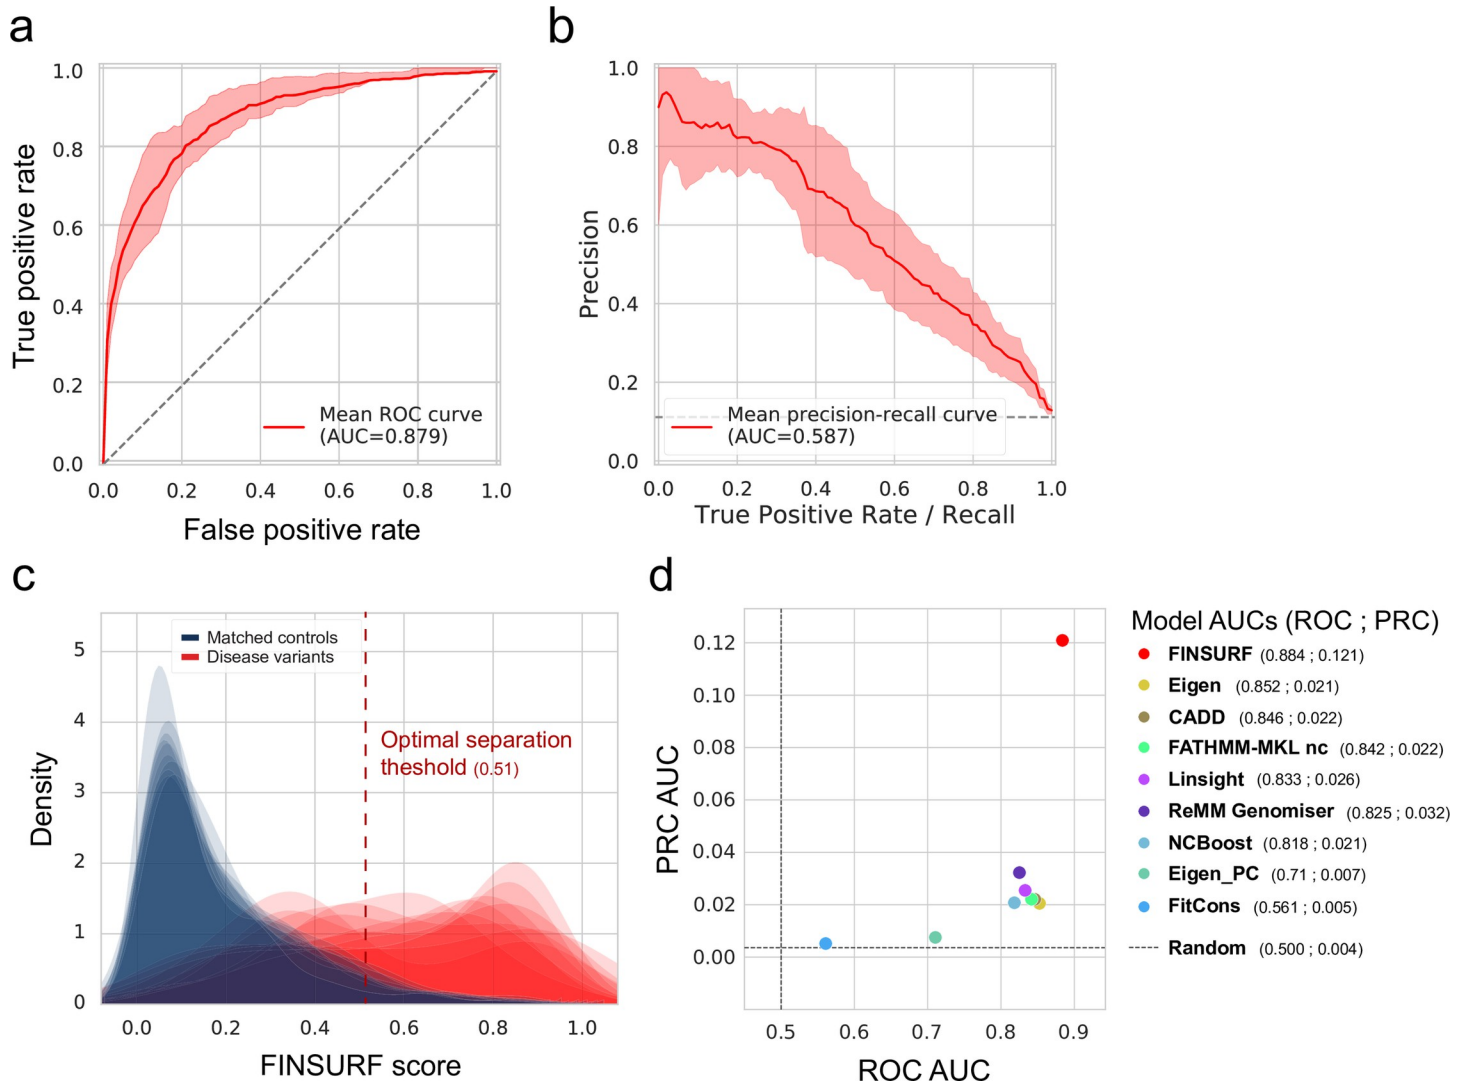 a
1.0
0.8
0.6
0.4
0.2
0.0
True positive rate
Mean ROC curve
(AUC=0.879)
0.0 0.2 0.4 0.6 0.8 1.0
False positive rate
b
1.0
0.8
0.6
0.4
0.2
0.0
Precision
Mean precision-recall curve
(AUC=0.587)
0.0 0.2 0.4 0.6 0.8 1.0
True Positive Rate / Recall
c
5
4
3
2
1
0
Density
Matched controls
Disease variants
Optimal separation
theshold (0.51)
0.0 0.2 0.4 0.6 0.8 1.0
FINSURF score
d
0.12
0.10
0.08
0.06
0.04
0.02
0.00
PRC AUC
0.5 0.6 0.7 0.8 0.9
ROC AUC
Model AUCs (ROC ; PRC)
FINSURF (0.884 ; 0.121)
Eigen (0.852 ; 0.021)
CADD (0.846 ; 0.022)
FATHMM-MKL nc (0.842 ; 0.022)
Linsight (0.833 ; 0.026)
ReMM Genomiser (0.825 ; 0.032)
NCBoost (0.818 ; 0.021)
Eigen_PC (0.71 ; 0.007)
FitCons (0.561 ; 0.005)
Random (0.500 ; 0.004)